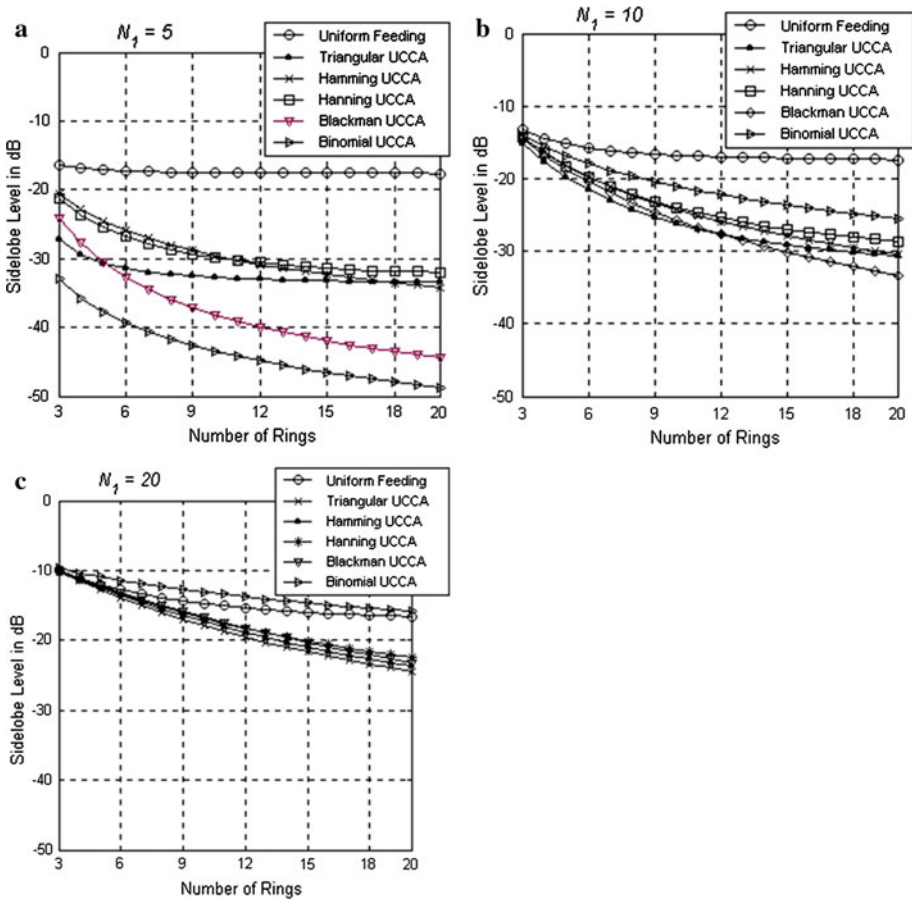 a
N₁ = 5
Uniform Feeding
Triangular UCCA
Hamming UCCA
Hanning UCCA
Blackman UCCA
Binomial UCCA
Sidelobe Level in dB
0
-10
-20
-30
-40
-50
3 6 9 12 15 18 20
Number of Rings
b
N₁ = 10
Uniform Feeding
Triangular UCCA
Hamming UCCA
Hanning UCCA
Blackman UCCA
Binomial UCCA
Sidelobe Level in dB
0
-10
-20
-30
-40
-50
3 6 9 12 15 18 20
Number of Rings
c
N₁ = 20
Uniform Feeding
Triangular UCCA
Hamming UCCA
Hanning UCCA
Blackman UCCA
Binomial UCCA
Sidelobe Level in dB
0
-10
-20
-30
-40
-50
3 6 9 12 15 18 20
Number of Rings